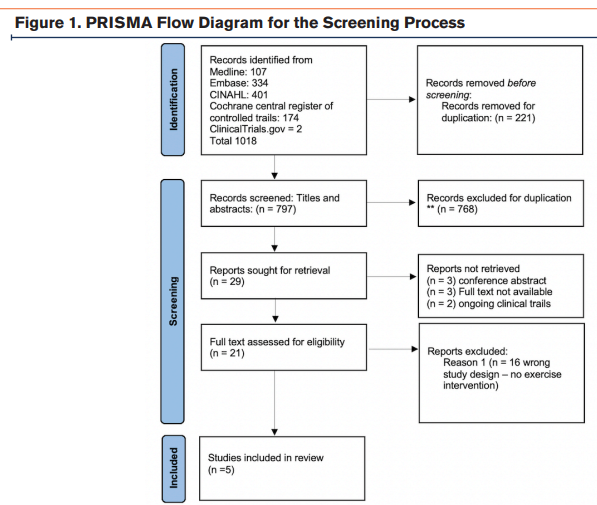 Figure 1. PRISMA Flow Diagram for the Screening Process
Identification
Records identified from
Medline: 107
Embase: 334
CINAHL: 401
Cochrane central register of
controlled trails: 174
ClinicalTrails.gov = 2
Total 1018
Records removed before
screening:
Records removed for
duplication: (n = 221)
Screening
Records screened: Titles and
abstracts: (n = 797)
Records excluded for duplication
** (n = 768)
Reports sought for retrieval
(n = 29)
Reports not retrieved
(n = 3) conference abstract
(n = 3) Full text not available
(n = 2) ongoing clinical trails
Full text assessed for eligibility
(n = 21)
Reports excluded:
Reason 1 (n = 16 wrong
study design – no exercise
intervention)
Included
Studies included in review
(n =5)